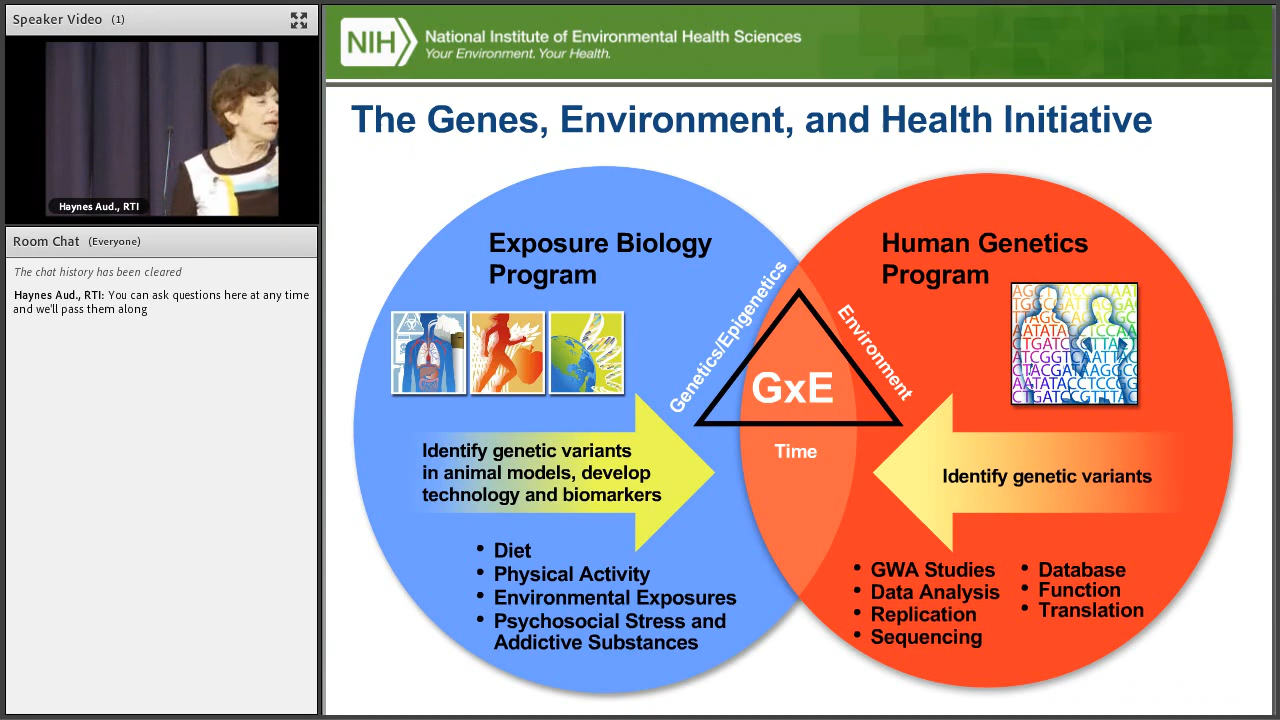 Speaker Video (1)
Haynes Aud., RTI
Room Chat (Everyone)
The chat history has been cleared
Haynes Aud., RTI: You can ask questions here at any time
and we'll pass them along
NIH
National Institute of Environmental Health Sciences
Your Environment. Your Health.
The Genes, Environment, and Health Initiative
Exposure Biology
Program
Identify genetic variants
in animal models, develop
technology and biomarkers
• Diet
• Physical Activity
• Environmental Exposures
• Psychosocial Stress and
Addictive Substances
Genetics/Epigenetics
Environment
GxE
Time
Human Genetics
Program
Identify genetic variants
• GWA Studies
• Data Analysis
• Replication
• Sequencing
• Database
• Function
• Translation